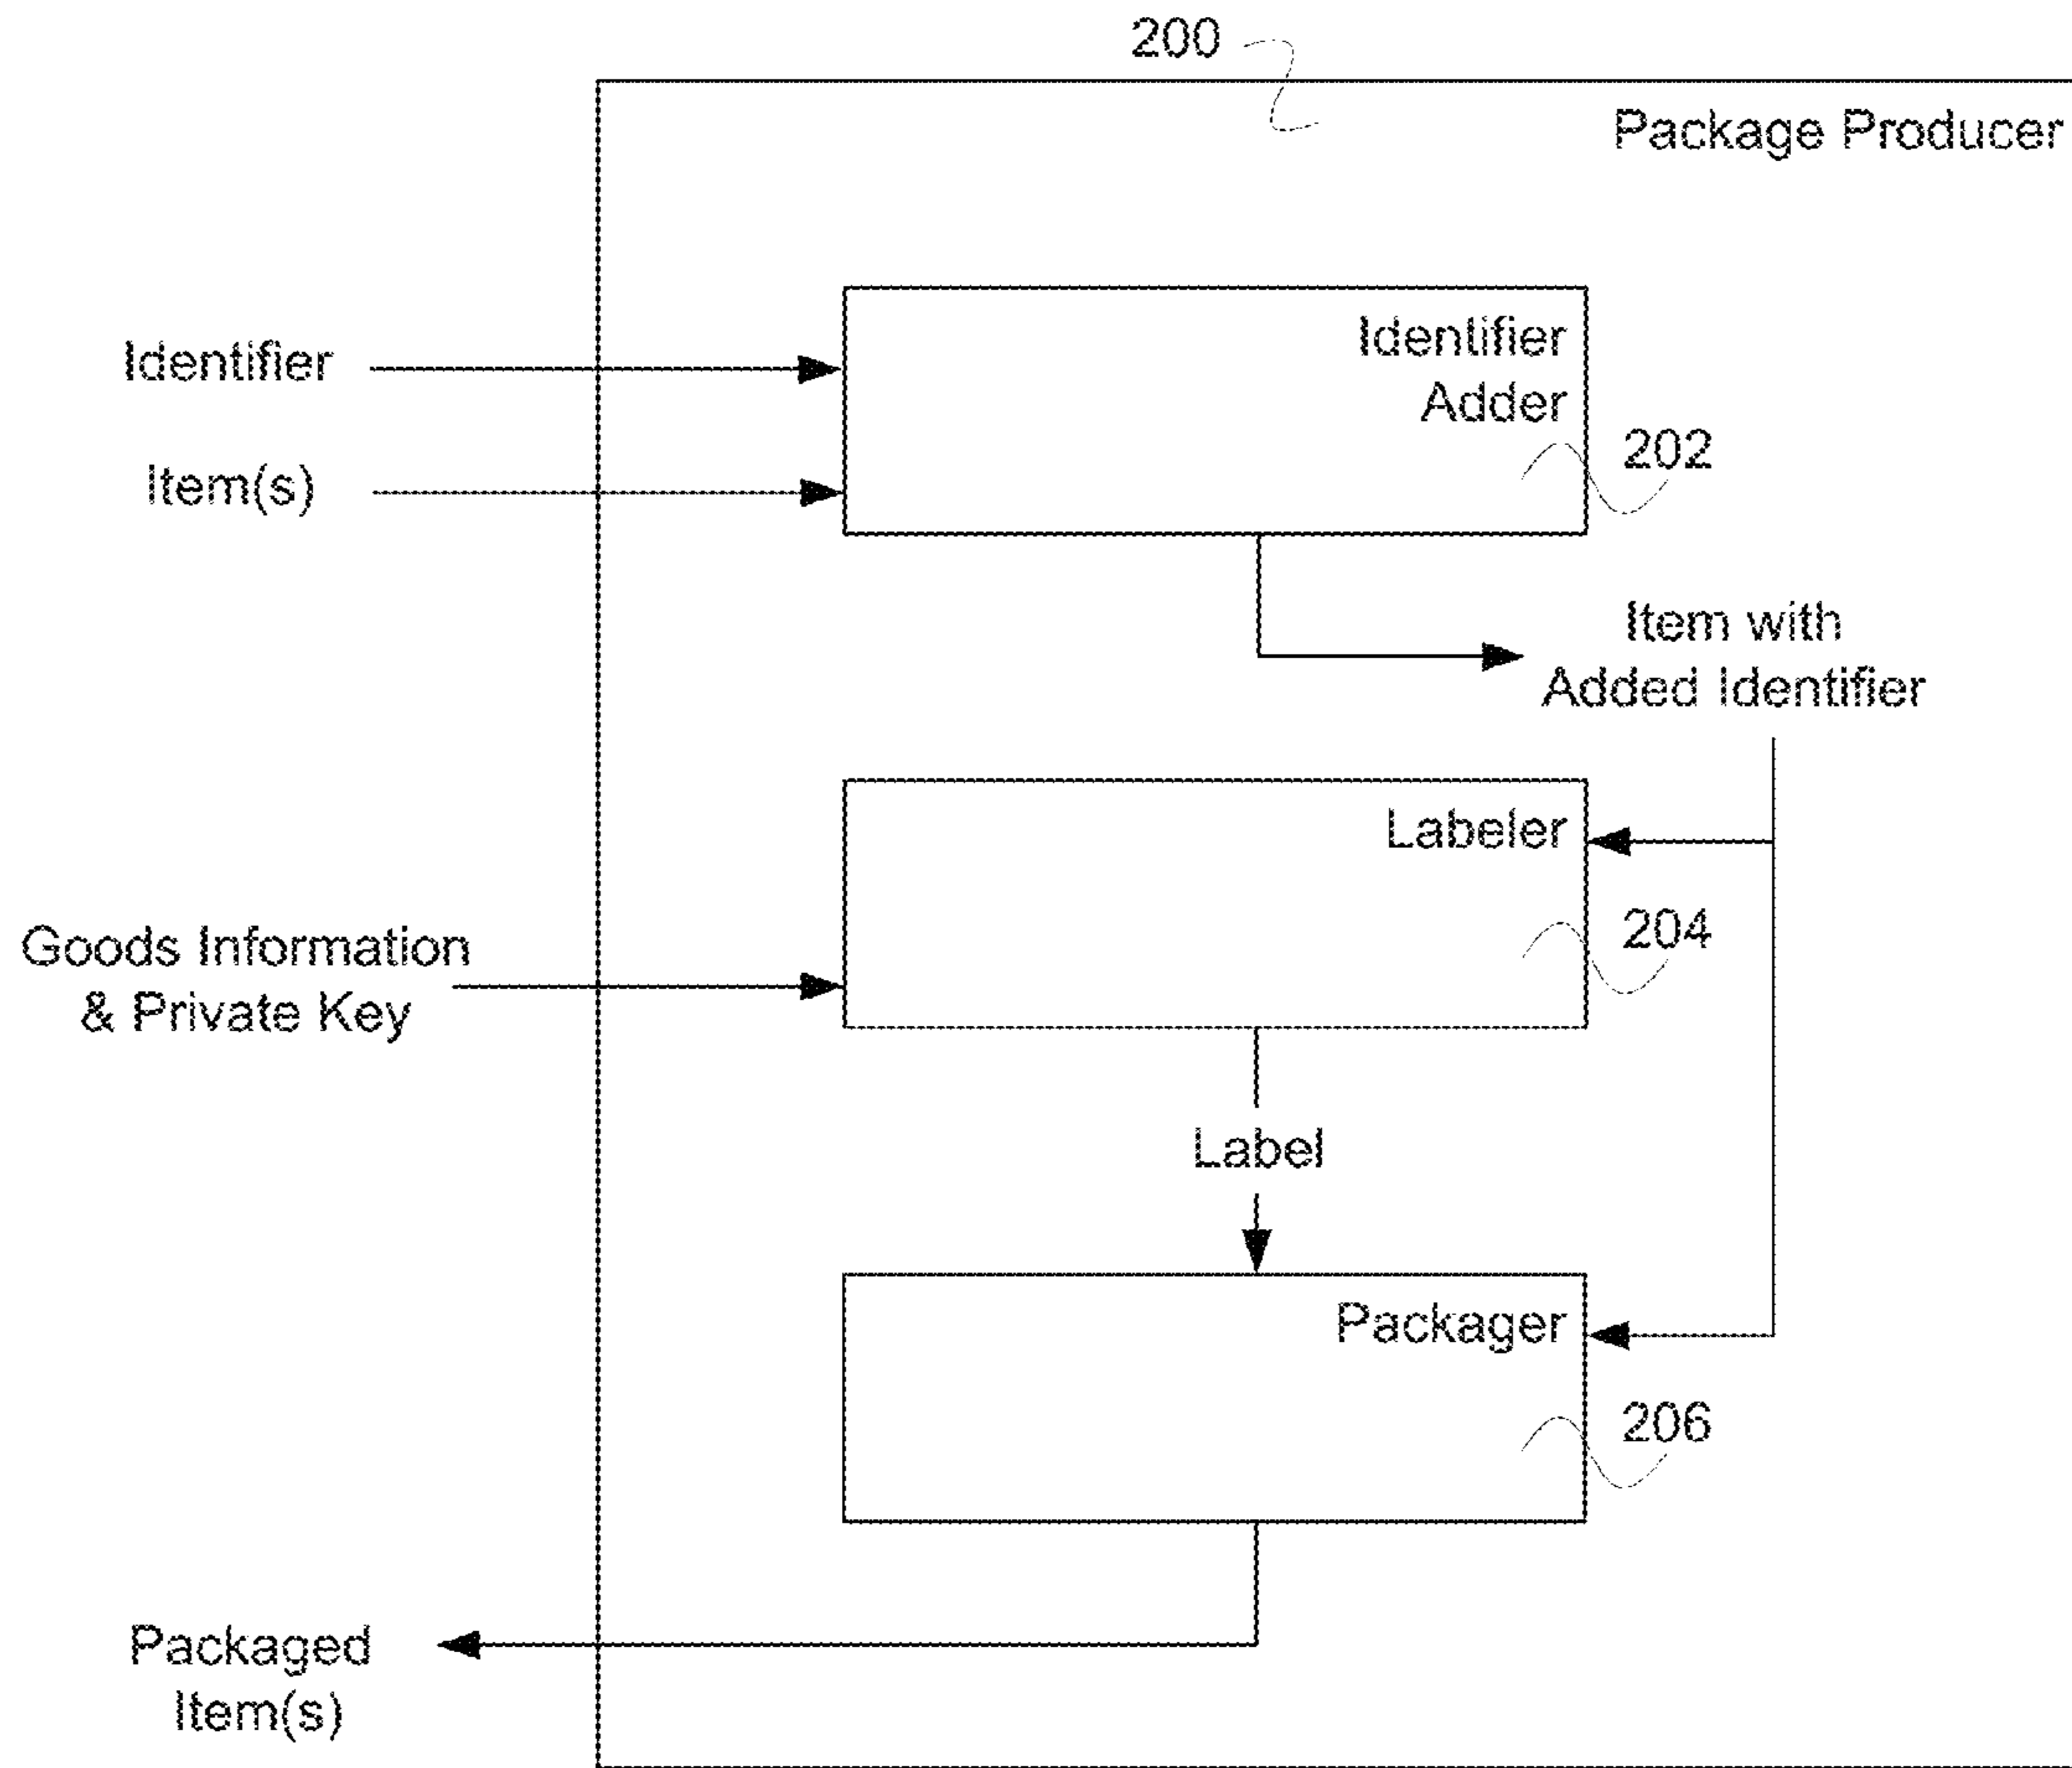 200
Package Producer
Identifier
Adder
Identifier
Item(s)
202
Item with
Added Identifier
Labeler
204
Goods Information
& Private Key
Label
Packager
206
Packaged
Item(s)